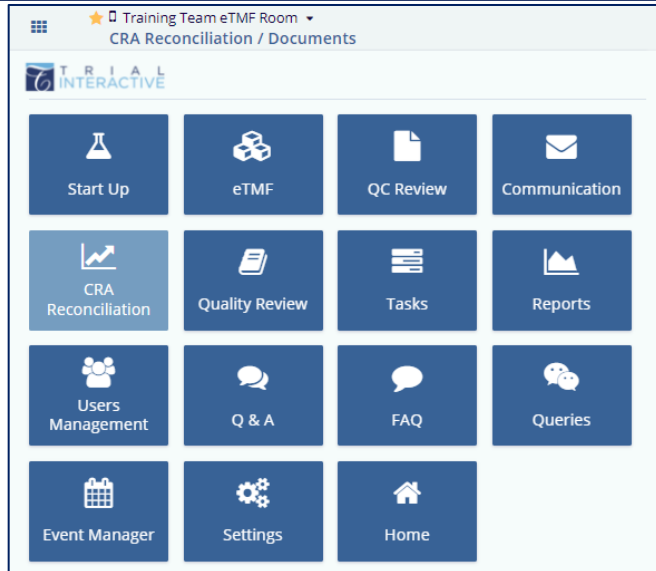 Training Team eTMF Room
CRA Reconciliation / Documents
TRIAL
INTERACTIVE
Start Up
eTMF
QC Review
Communication
CRA
Reconciliation
Quality Review
Tasks
Reports
Users
Management
Q & A
FAQ
Queries
Event Manager
Settings
Home